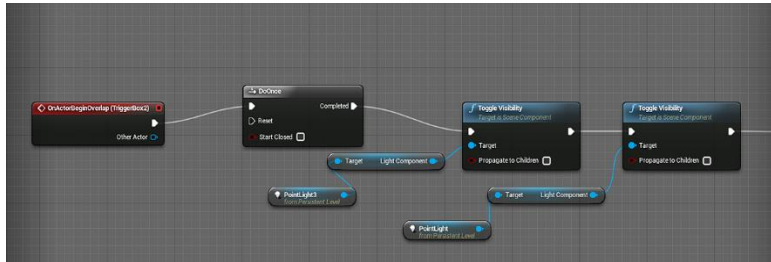 OnActorBeginOverlap (TriggerBox2)
Other Actor
DoOnce
Completed
Reset
Start Closed
Target Light Component
PointLight3
from Persistent Level
Toggle Visibility
Target is Scene Component
Target
Propagate to Children
Target Light Component
PointLight
from Persistent Level
Toggle Visibility
Target is Scene Component
Target
Propagate to Children